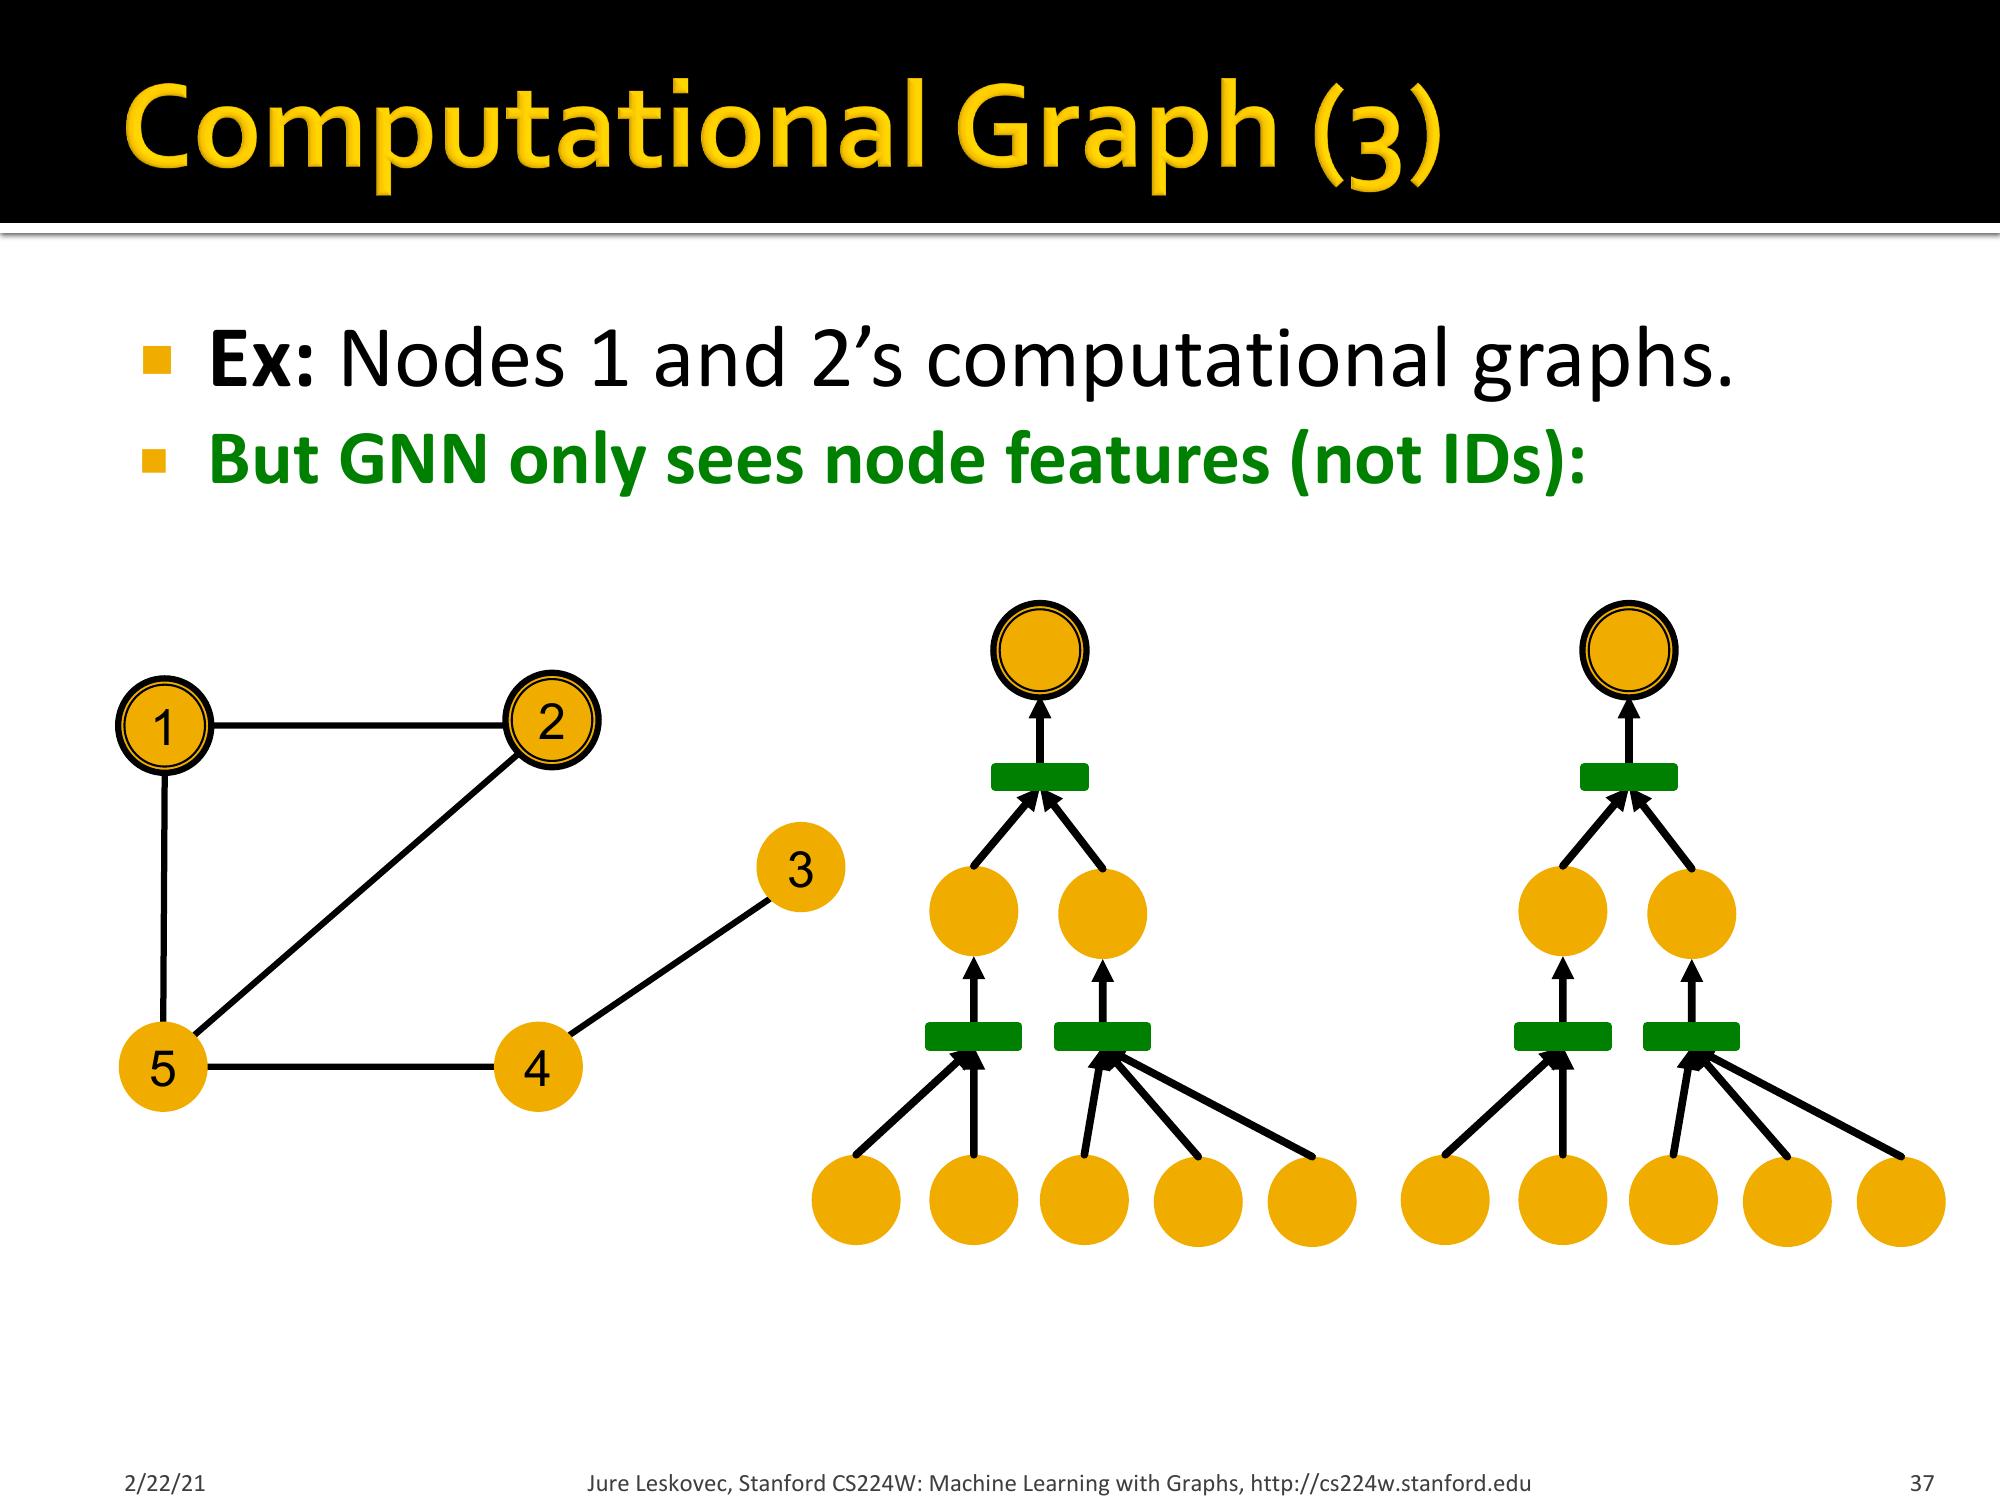 Computational Graph (3)
Ex: Nodes 1 and 2’s computational graphs.
But GNN only sees node features (not IDs):
1
2
3
5
4
2/22/21
Jure Leskovec, Stanford CS224W: Machine Learning with Graphs, http://cs224w.stanford.edu
37